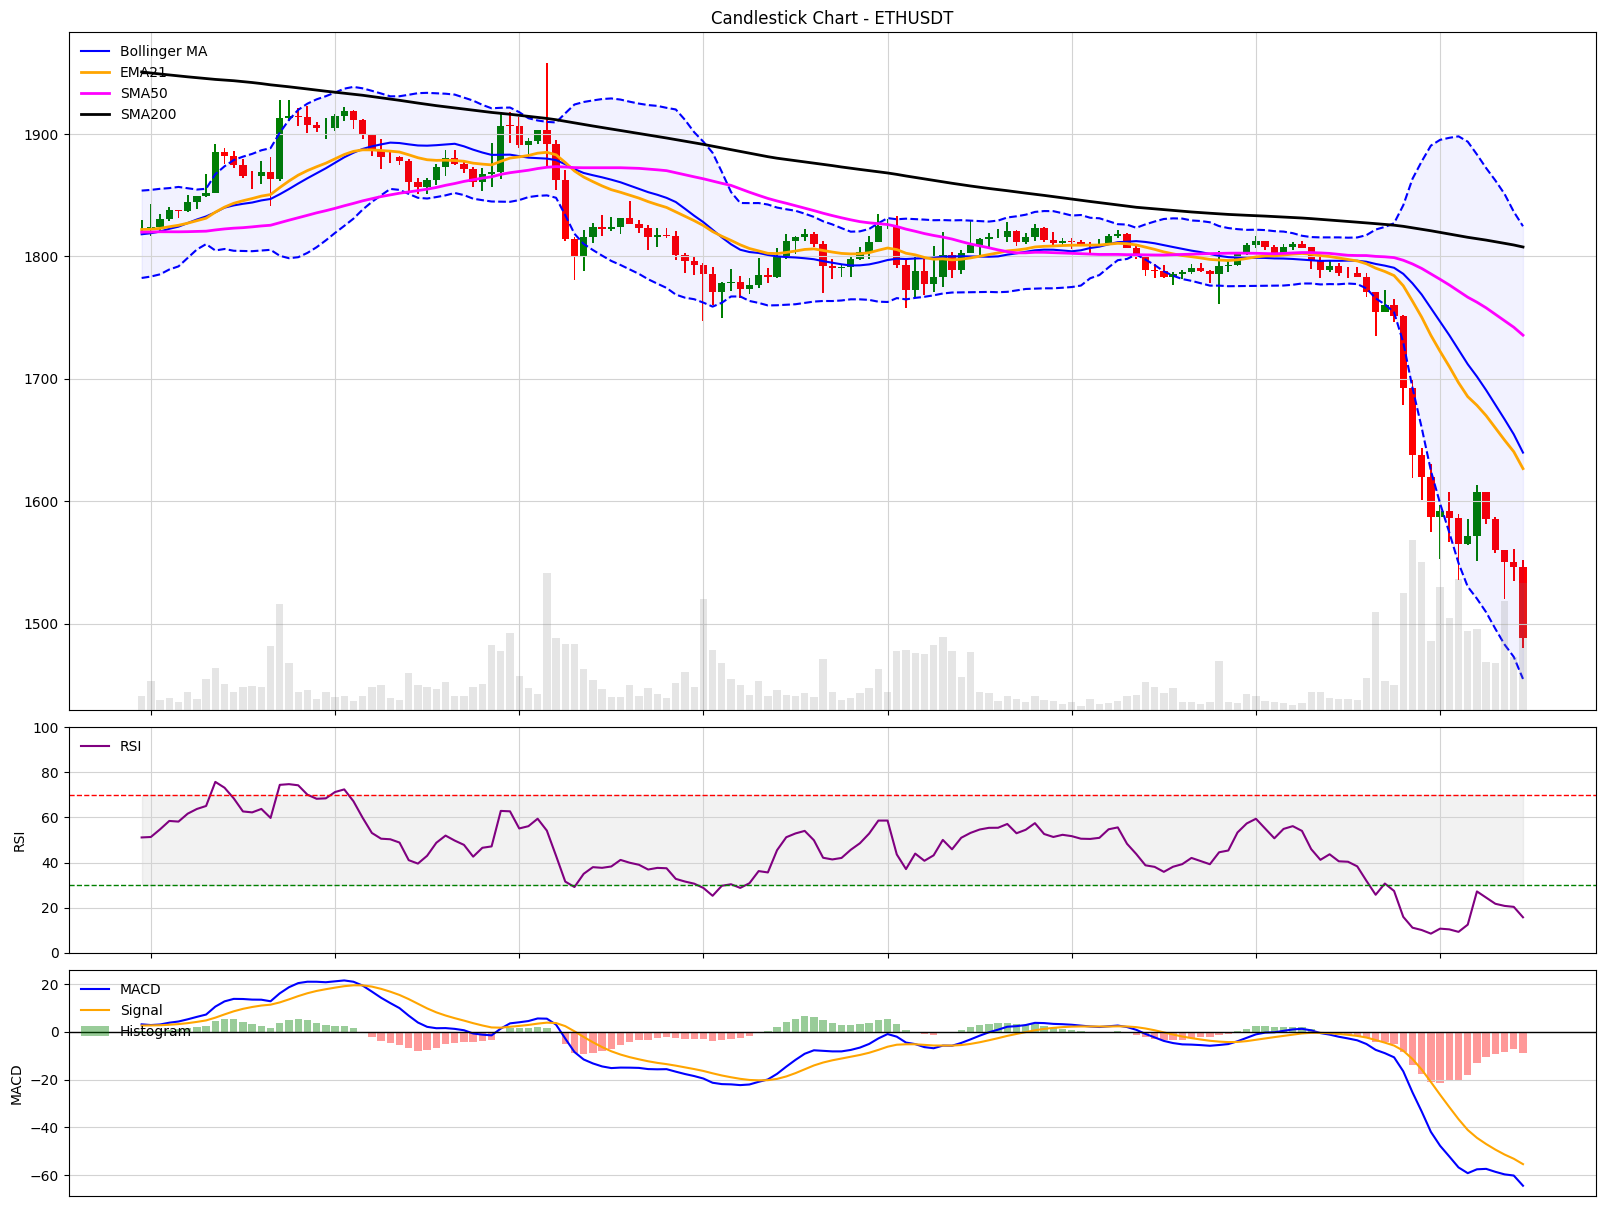 Candlestick Chart - ETHUSDT
Bollinger MA
EMA21
SMA50
SMA200
1900
1800
1700
1600
1500
RSI
100
80
60
40
20
0
RSI
MACD
Signal
Histogram
20
0
−20
−40
−60
MACD